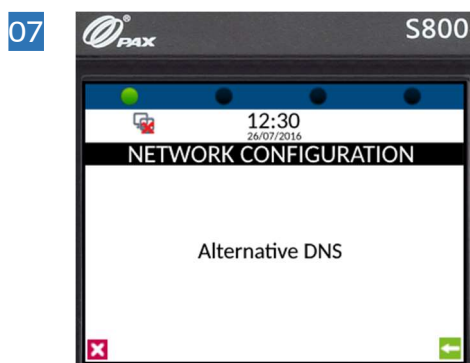 07
PAX® S800
12:30
26/07/2016
NETWORK CONFIGURATION
Alternative DNS